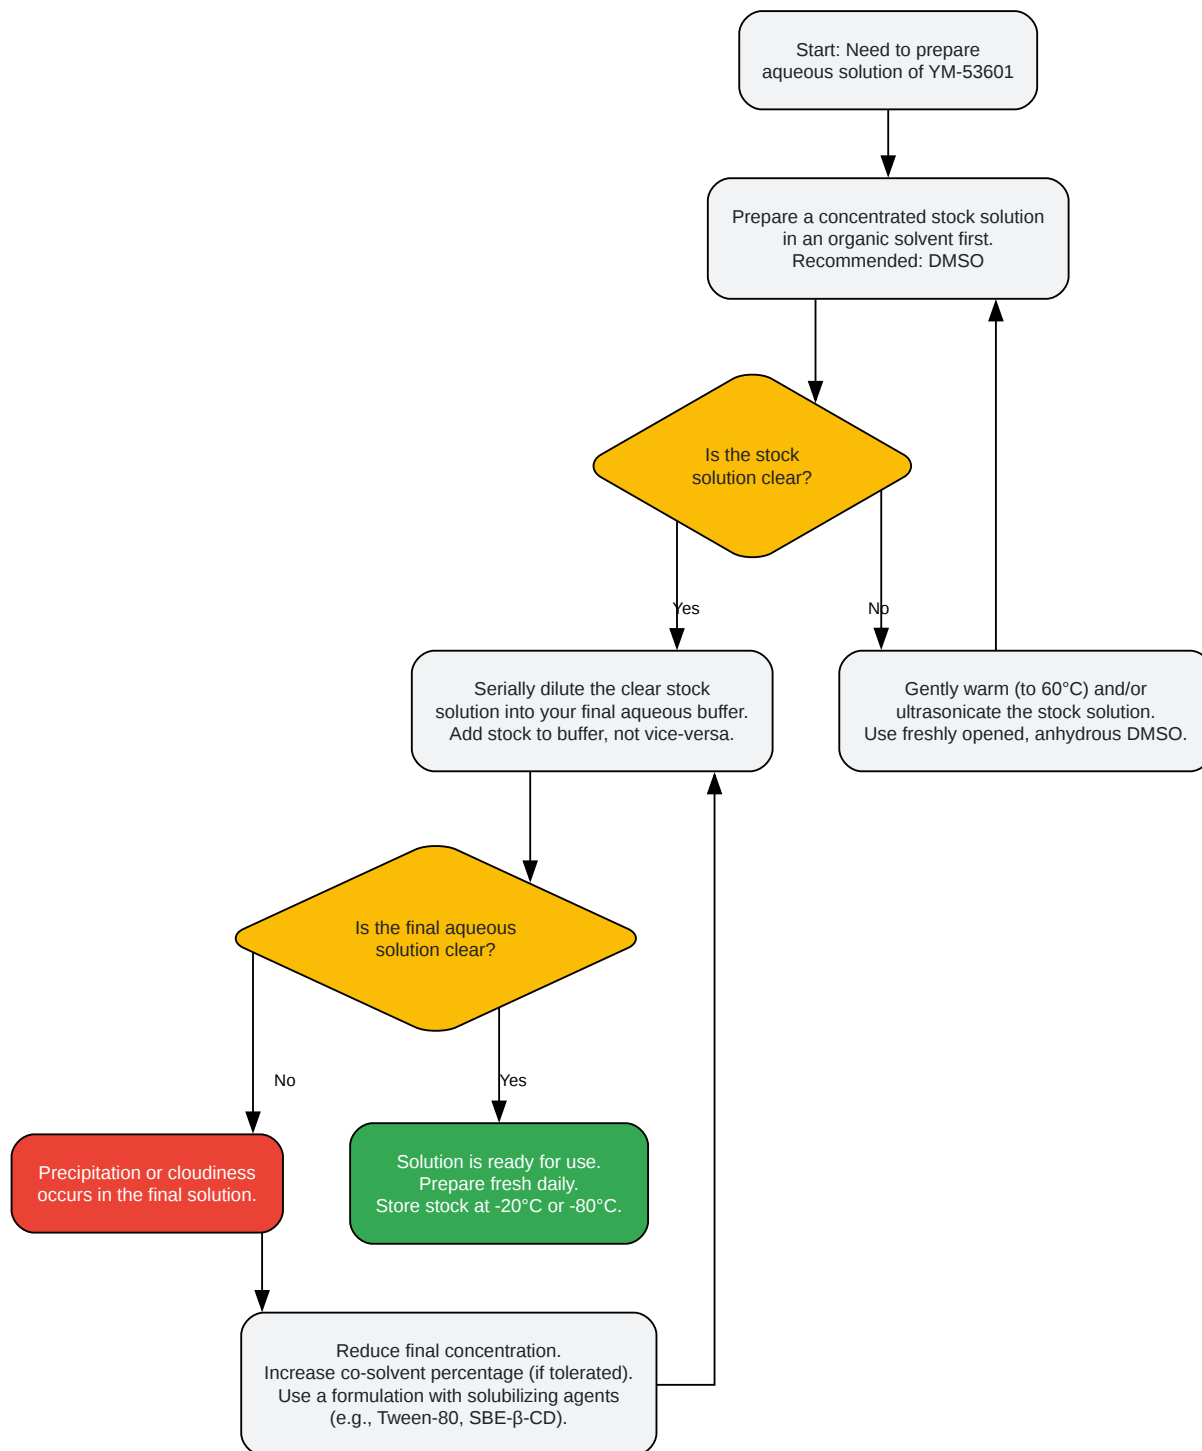 Start: Need to prepare
aqueous solution of YM-53601
Prepare a concentrated stock solution
in an organic solvent first.
Recommended: DMSO
Is the stock
solution clear?
Yes
No
Serially dilute the clear stock
solution into your final aqueous buffer.
Add stock to buffer, not vice-versa.
Gently warm (to 60°C) and/or
ultrasonicate the stock solution.
Use freshly opened, anhydrous DMSO.
Is the final aqueous
solution clear?
No
Yes
Precipitation or cloudiness
occurs in the final solution.
Solution is ready for use.
Prepare fresh daily.
Store stock at -20°C or -80°C.
Reduce final concentration.
Increase co-solvent percentage (if tolerated).
Use a formulation with solubilizing agents
(e.g., Tween-80, SBE-β-CD).